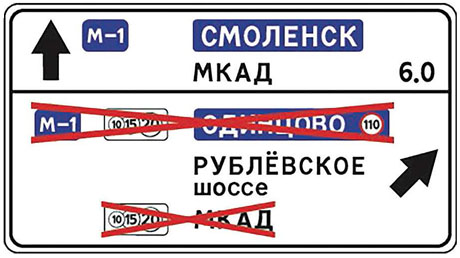 М-1 СМОЛЕНСК
МКАД 6.0
М-1 10 15 20 ОДИНЦОВО 110
РУБЛЁВСКОЕ
шоссе
10 15 20 МКАД